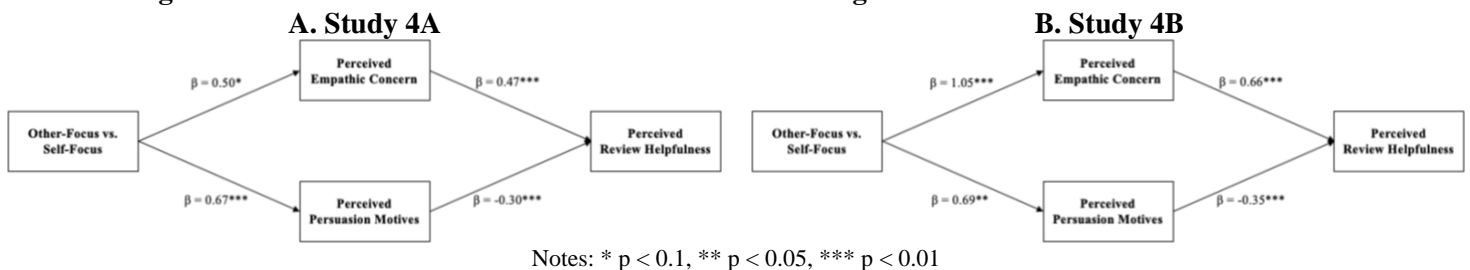 A. Study 4A
Perceived
Empathic Concern
β = 0.50*
β = 0.47***
Other-Focus vs.
Self-Focus
Perceived
Review Helpfulness
β = 0.67***
β = -0.30***
Perceived
Persuasion Motives
B. Study 4B
Perceived
Empathic Concern
β = 1.05***
β = 0.66***
Other-Focus vs.
Self-Focus
Perceived
Review Helpfulness
β = 0.69**
β = -0.35***
Perceived
Persuasion Motives
Notes: * p < 0.1, ** p < 0.05, *** p < 0.01